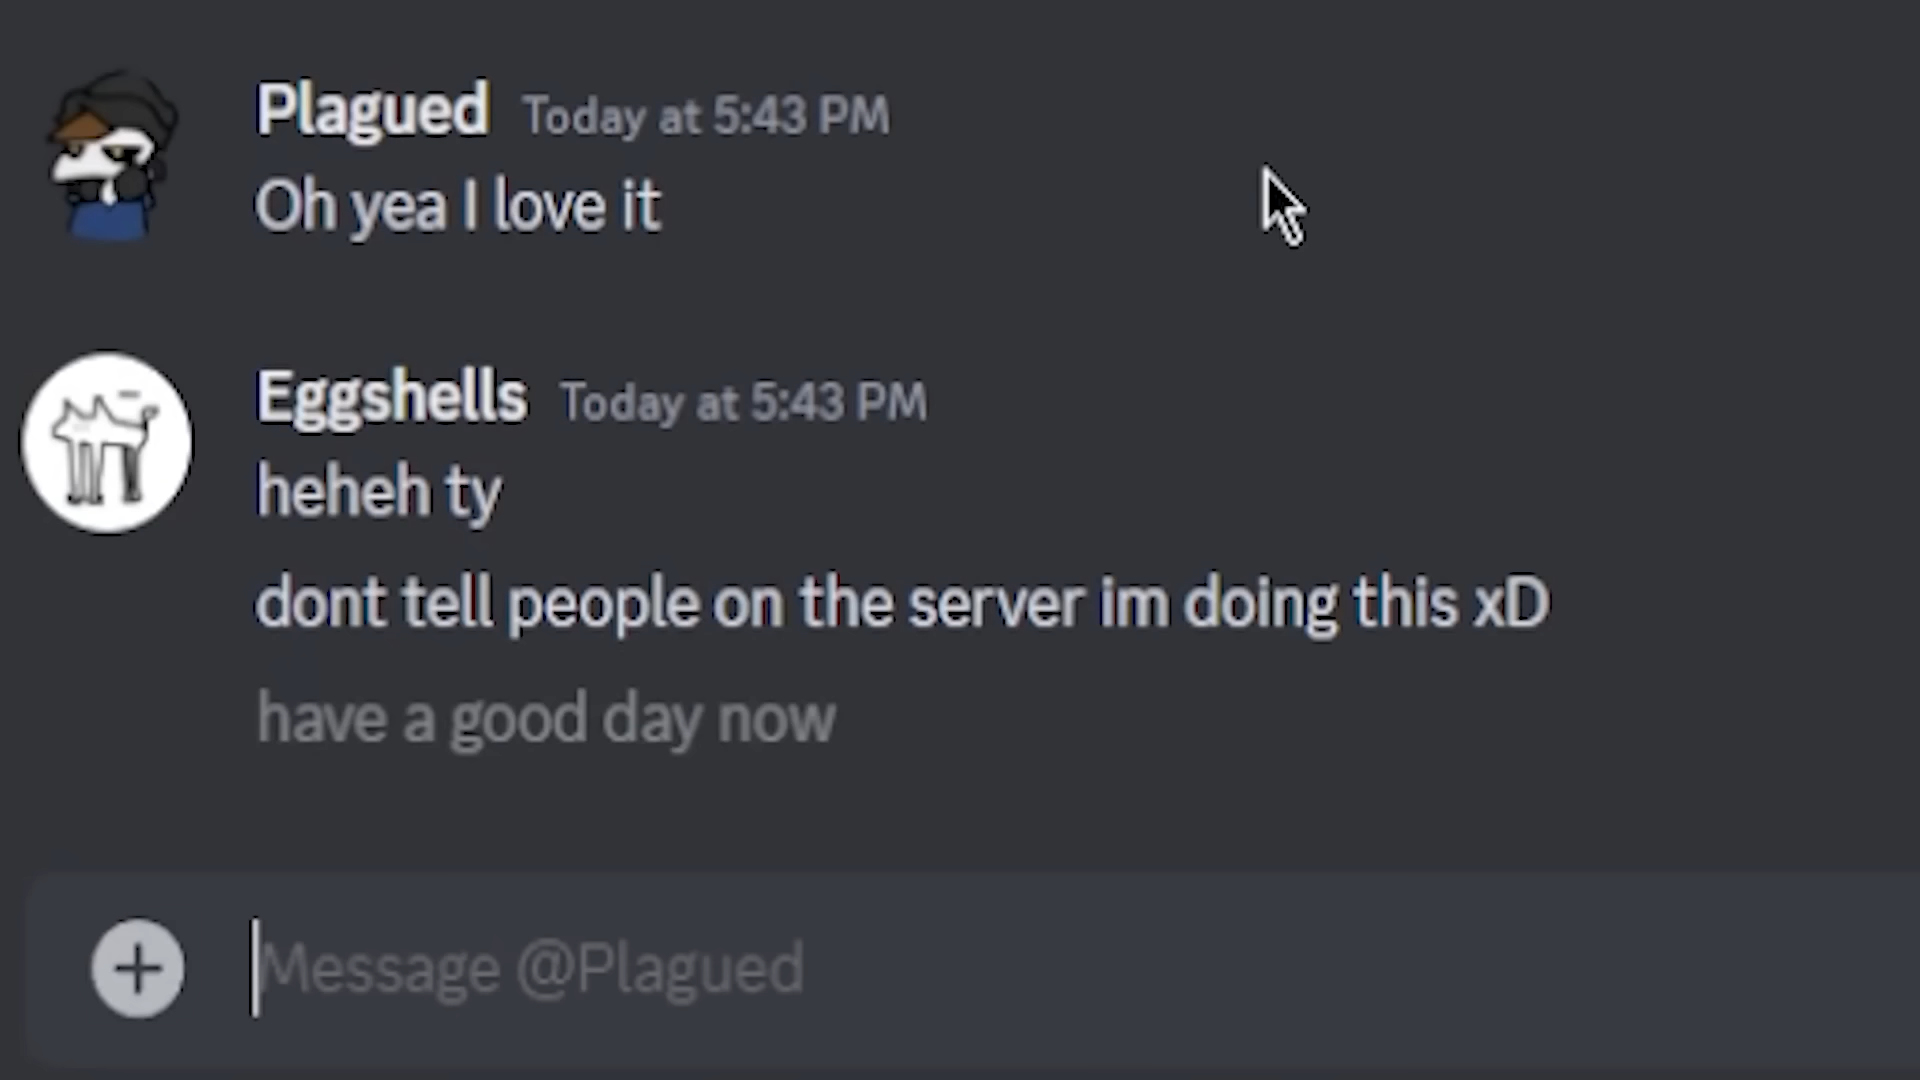 Plagued Today at 5:43 PM
Oh yea I love it
Eggshells Today at 5:43 PM
heheh ty
dont tell people on the server im doing this xD
have a good day now
Message @Plagued